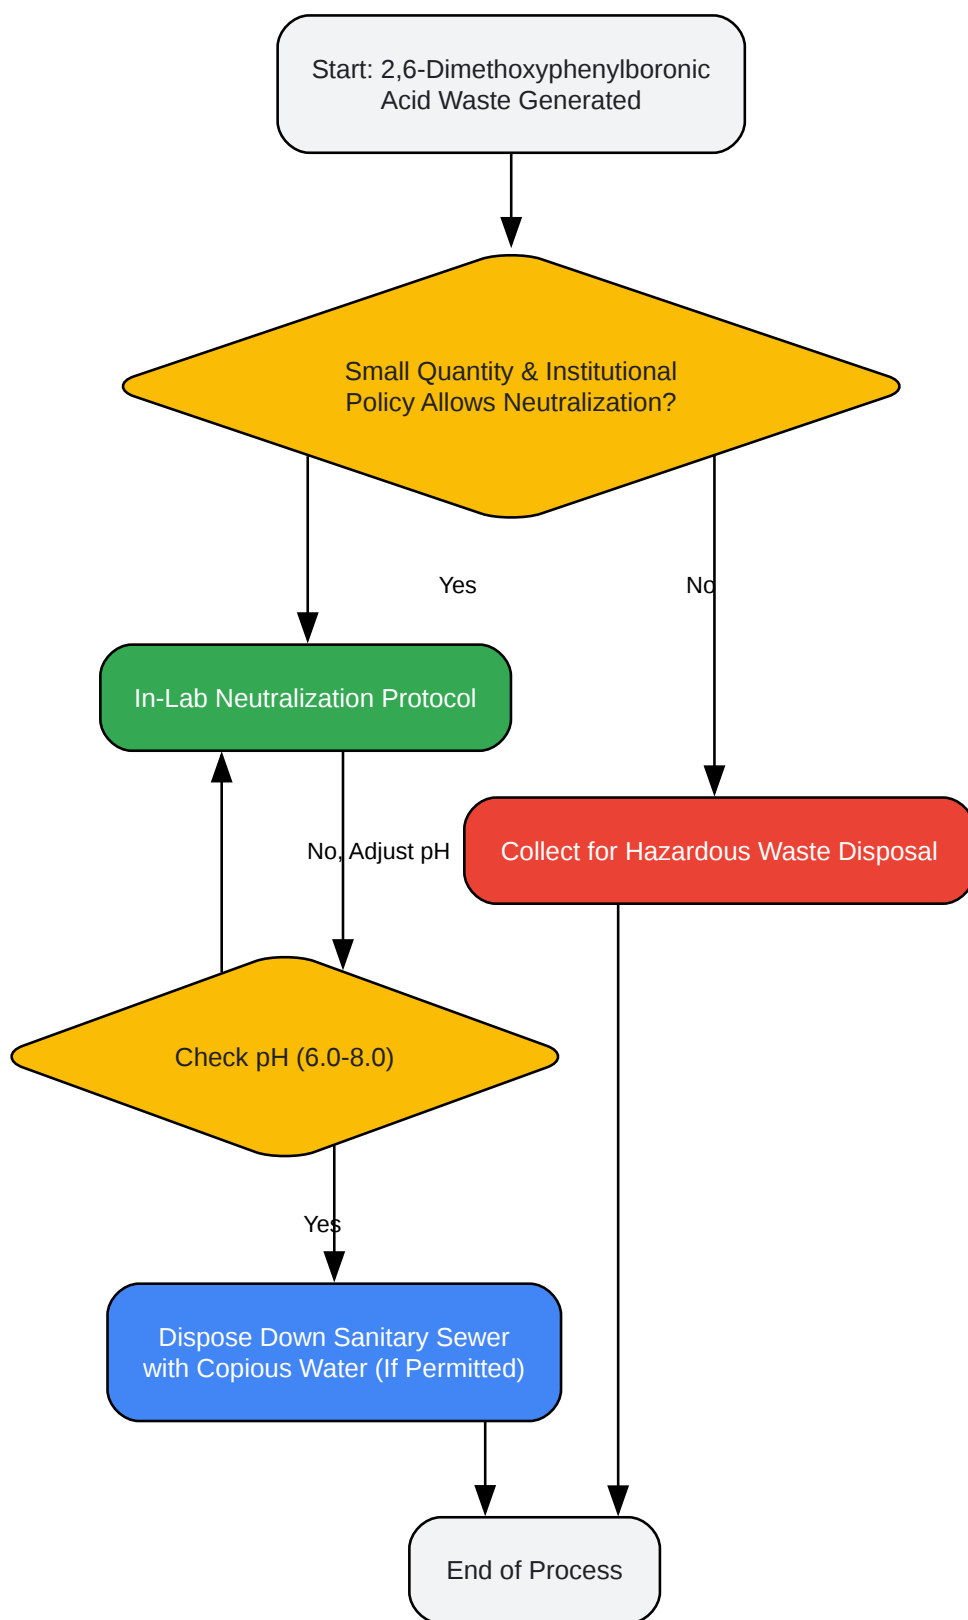 Start: 2,6-Dimethoxyphenylboronic
Acid Waste Generated
Small Quantity & Institutional
Policy Allows Neutralization?
Yes
No
In-Lab Neutralization Protocol
No, Adjust pH
Collect for Hazardous Waste Disposal
Check pH (6.0-8.0)
Yes
Dispose Down Sanitary Sewer
with Copious Water (If Permitted)
End of Process